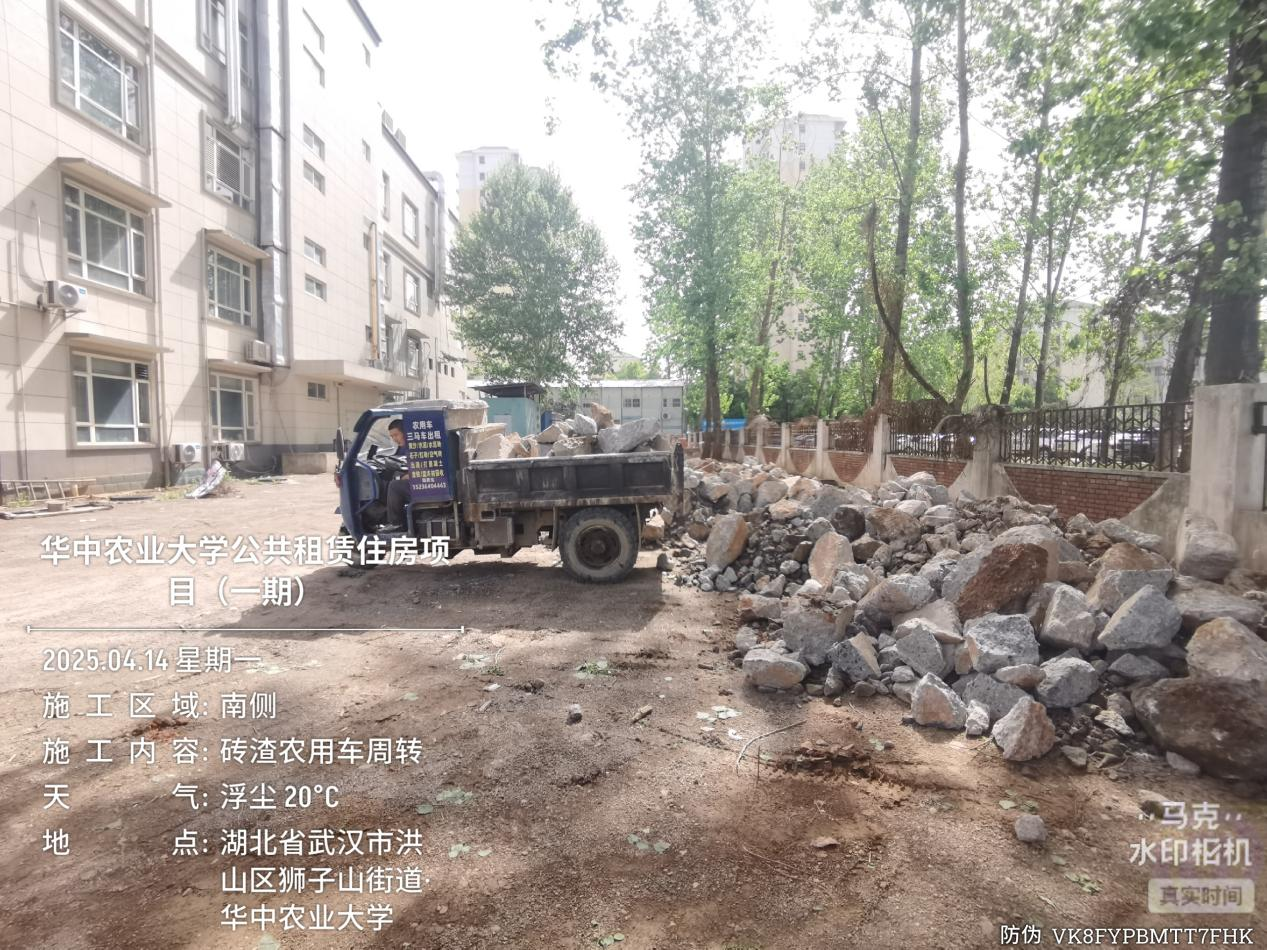 农用车
三马车出租
15236404443
华中农业大学公共租赁住房项
目（一期）
2025.04.14 星期一
施工区域: 南侧
施工内容: 砖渣农用车周转
天气: 浮尘 20°C
地点: 湖北省武汉市洪
山区狮子山街道·
华中农业大学
马克
水印相机
真实时间
防伪 VK8FYPBMTT7FHK